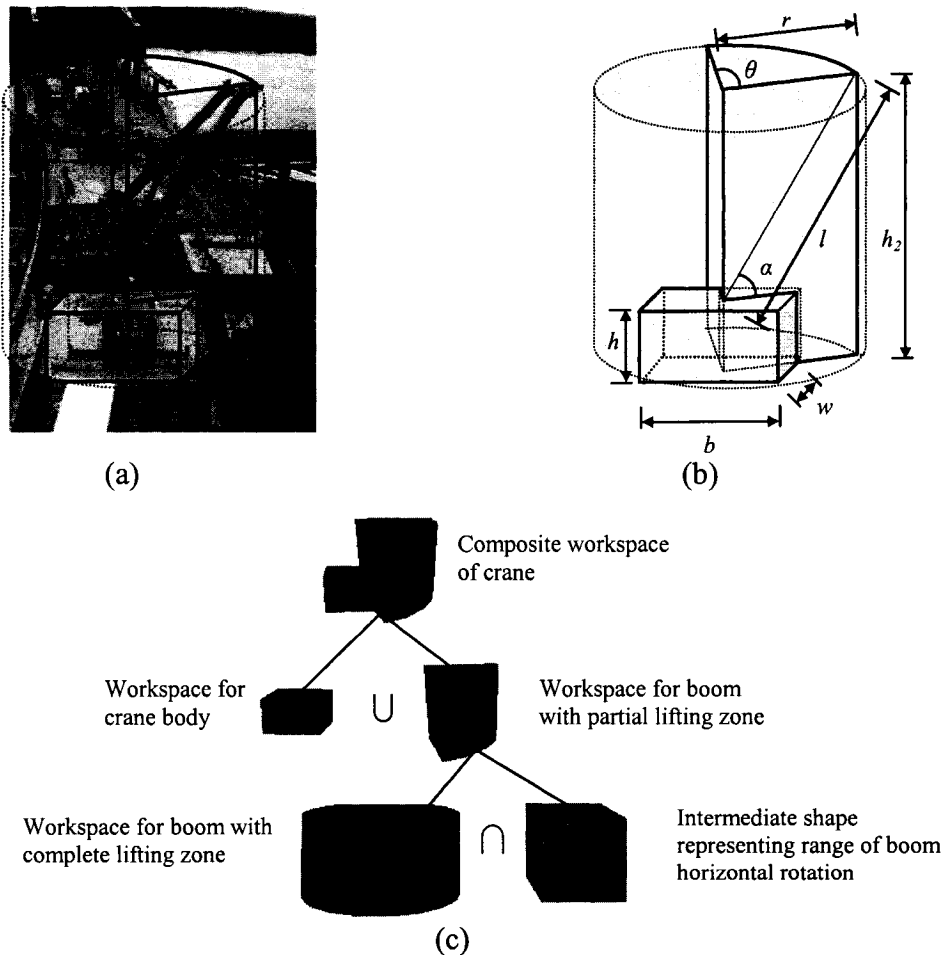 r
θ
l
h2
α
h
w
b
(a)
(b)
Composite workspace
of crane
Workspace for
crane body
∪
Workspace for boom
with partial lifting zone
Workspace for boom with
complete lifting zone
∩
Intermediate shape
representing range of boom
horizontal rotation
(c)